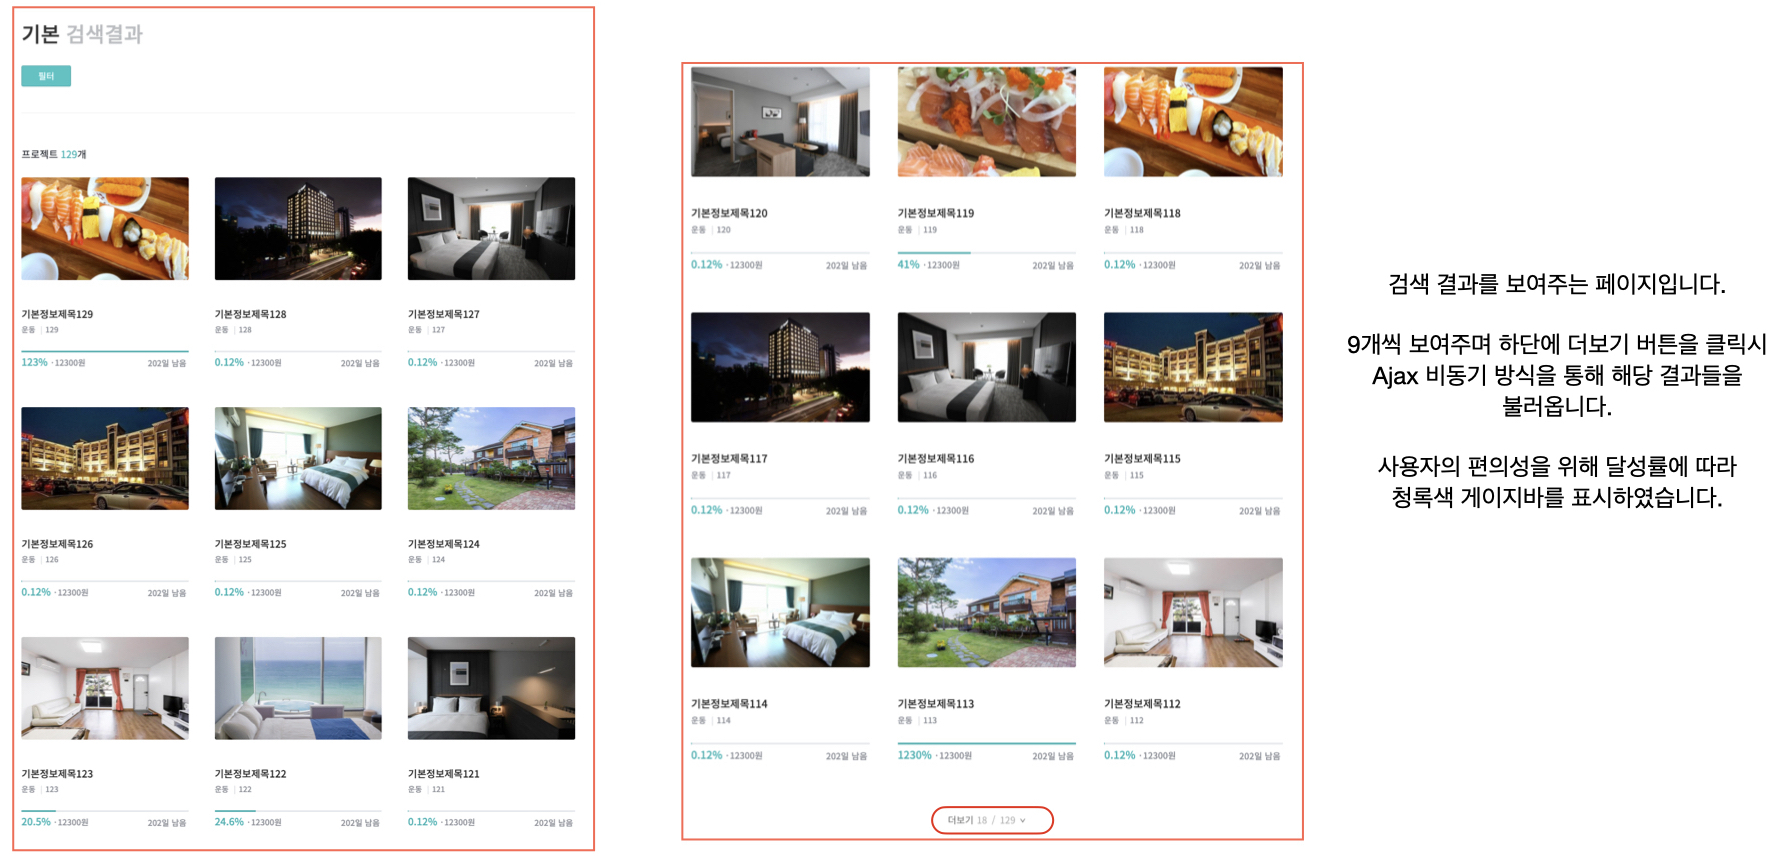 기본 검색결과
필터
프로젝트 129개
기본정보제목129
운동 | 129
123% · 12300원 202일 남음
기본정보제목128
운동 | 128
0.12% · 12300원 202일 남음
기본정보제목127
운동 | 127
0.12% · 12300원 202일 남음
기본정보제목126
운동 | 126
0.12% · 12300원 202일 남음
기본정보제목125
운동 | 125
0.12% · 12300원 202일 남음
기본정보제목124
운동 | 124
0.12% · 12300원 202일 남음
기본정보제목123
운동 | 123
20.5% · 12300원 202일 남음
기본정보제목122
운동 | 122
24.6% · 12300원 202일 남음
기본정보제목121
운동 | 121
0.12% · 12300원 202일 남음
기본정보제목120
운동 | 120
0.12% · 12300원 202일 남음
기본정보제목119
운동 | 119
41% · 12300원 202일 남음
기본정보제목118
운동 | 118
0.12% · 12300원 202일 남음
기본정보제목117
운동 | 117
0.12% · 12300원 202일 남음
기본정보제목116
운동 | 116
0.12% · 12300원 202일 남음
기본정보제목115
운동 | 115
0.12% · 12300원 202일 남음
기본정보제목114
운동 | 114
0.12% · 12300원 202일 남음
기본정보제목113
운동 | 113
1230% · 12300원 202일 남음
기본정보제목112
운동 | 112
0.12% · 12300원 202일 남음
더보기 18 / 129
검색 결과를 보여주는 페이지입니다.
9개씩 보여주며 하단에 더보기 버튼을 클릭시
Ajax 비동기 방식을 통해 해당 결과들을
불러옵니다.
사용자의 편의성을 위해 달성률에 따라
청록색 게이지바를 표시하였습니다.